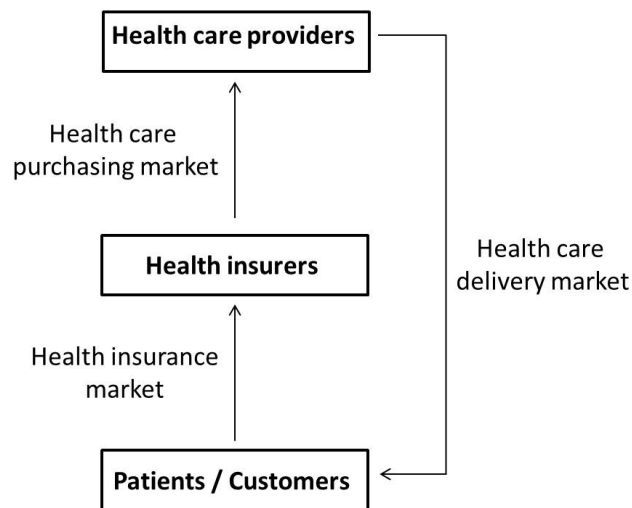 Health care providers
Health care
purchasing market
Health insurers
Health care
delivery market
Health insurance
market
Patients / Customers